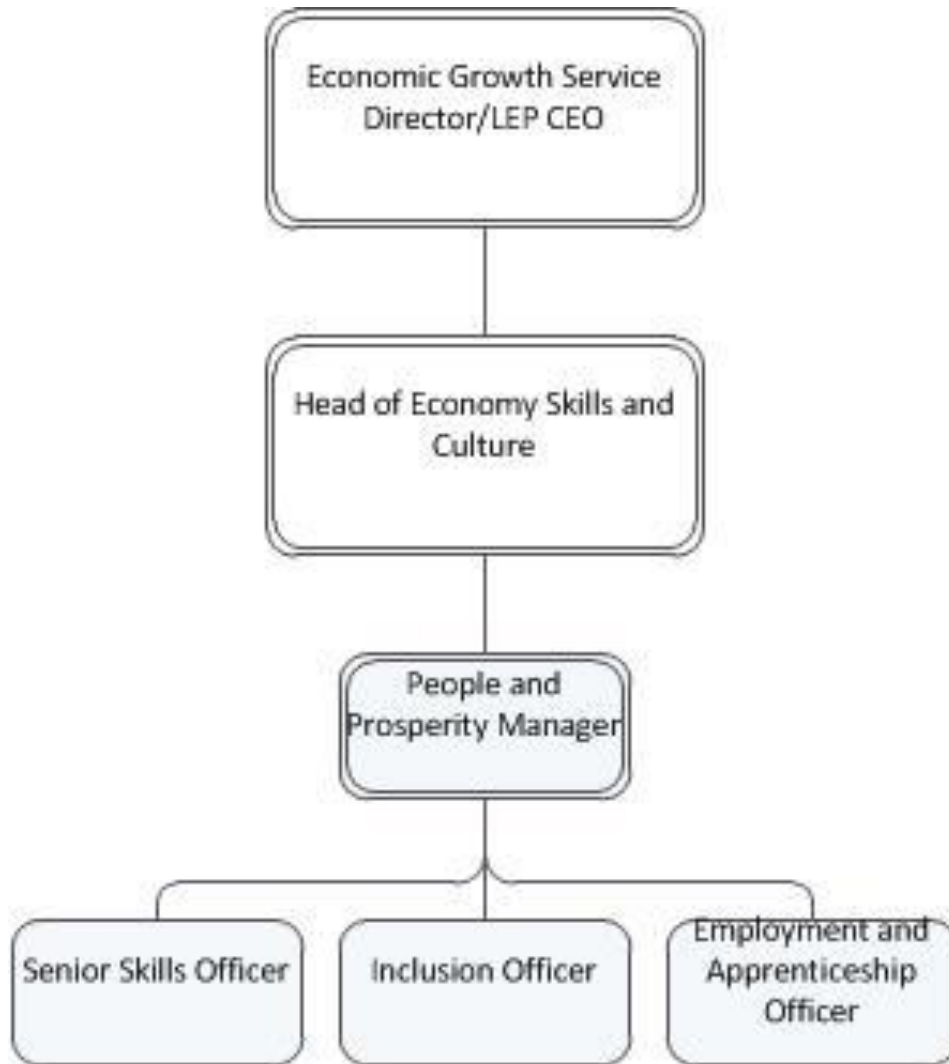 Economic Growth Service
Director/LEP CEO
Head of Economy Skills and
Culture
People and
Prosperity Manager
Senior Skills Officer
Inclusion Officer
Employment and
Apprenticeship
Officer